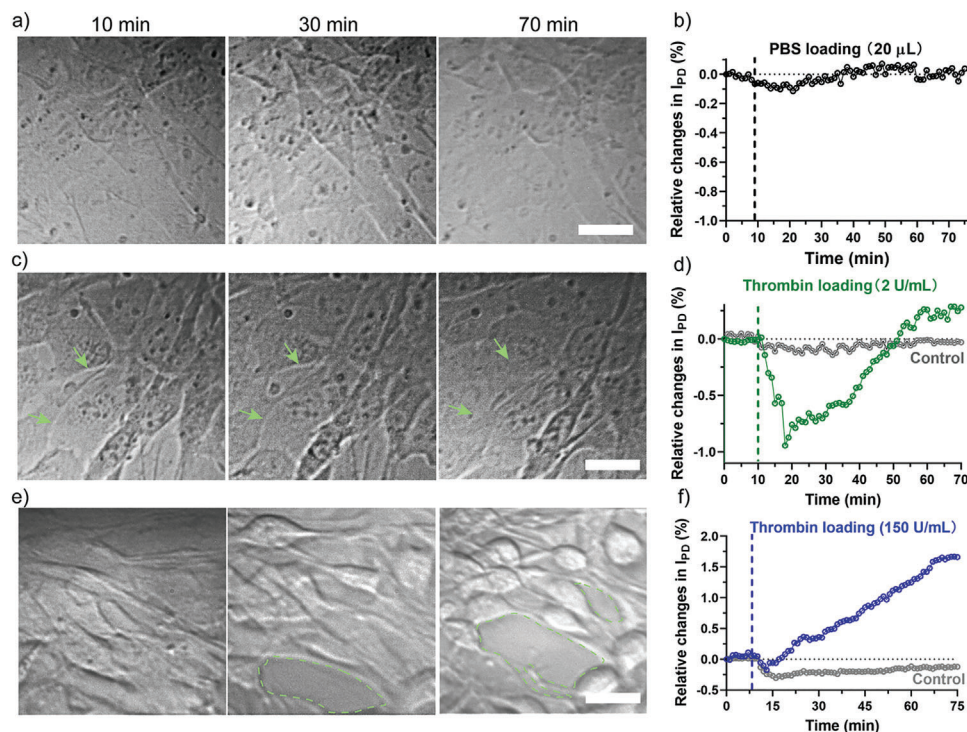 a)
10 min
30 min
70 min
b)
PBS loading (20 μL)
Relative changes in I_PD (%)
0.0
-0.2
-0.4
-0.6
-0.8
-1.0
0 10 20 30 40 50 60 70
Time (min)
c)
d)
Thrombin loading (2 U/mL)
Relative changes in I_PD (%)
0.0
-0.5
-1.0
Control
0 10 20 30 40 50 60 70
Time (min)
e)
f)
Thrombin loading (150 U/mL)
Relative changes in I_PD (%)
2.0
1.5
1.0
0.5
0.0
-0.5
Control
0 15 30 45 60 75
Time (min)